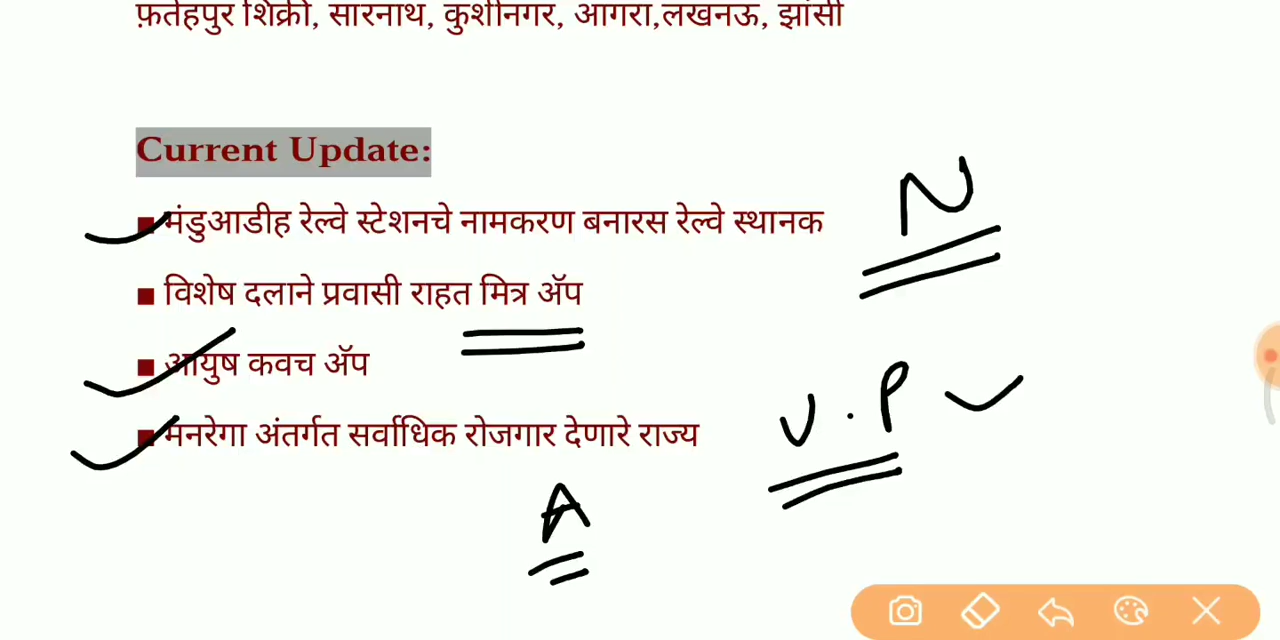 फ़तेहपुर शिक्री, सारनाथ, कुशीनगर, आगरा,लखनऊ, झांसी
Current Update:
■ मंडुआडीह रेल्वे स्टेशनचे नामकरण बनारस रेल्वे स्थानक
N
■ विशेष दलाने प्रवासी राहत मित्र ॲप
■ आयुष कवच ॲप
U.P
■ मनरेगा अंतर्गत सर्वाधिक रोजगार देणारे राज्य
A